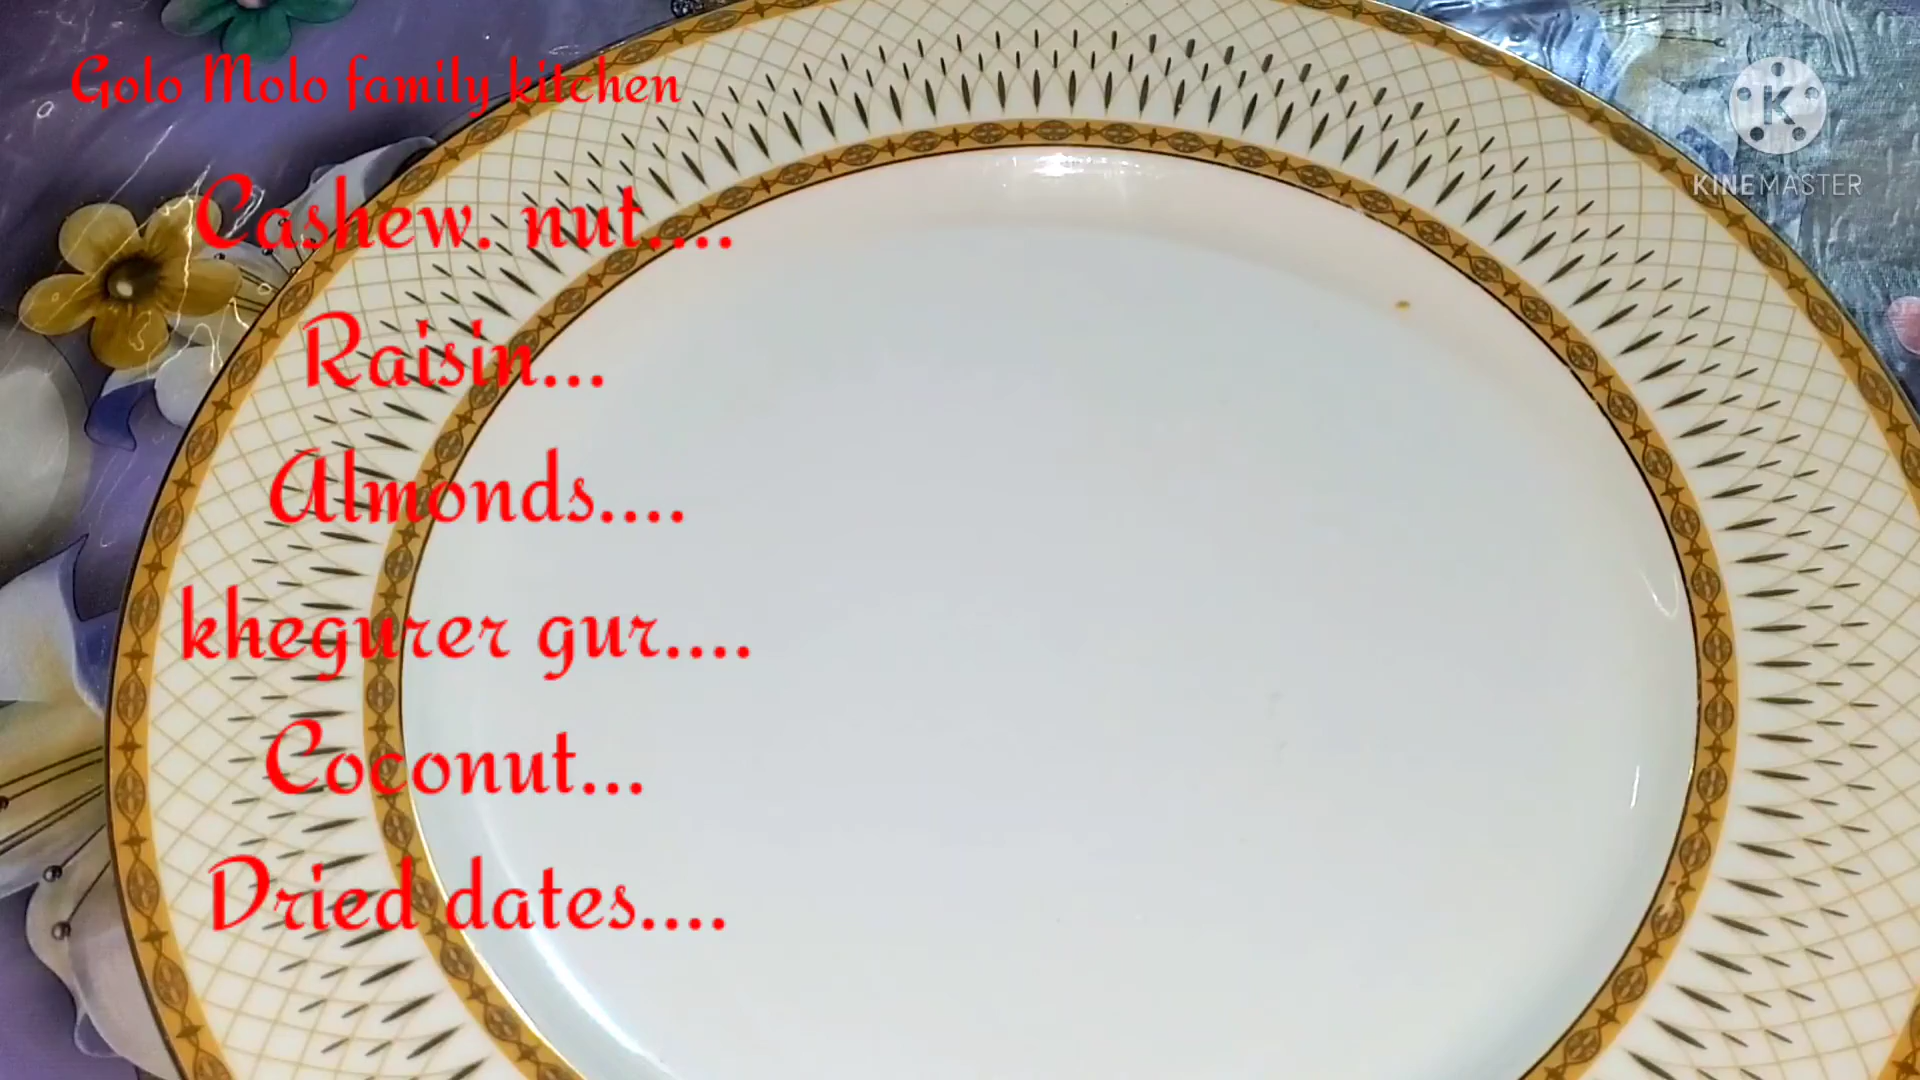 Golo Molo family kitchen
KINEMASTER
Cashew. nut....
Raisin...
Almonds....
khegurer gur....
Coconut...
Dried dates....